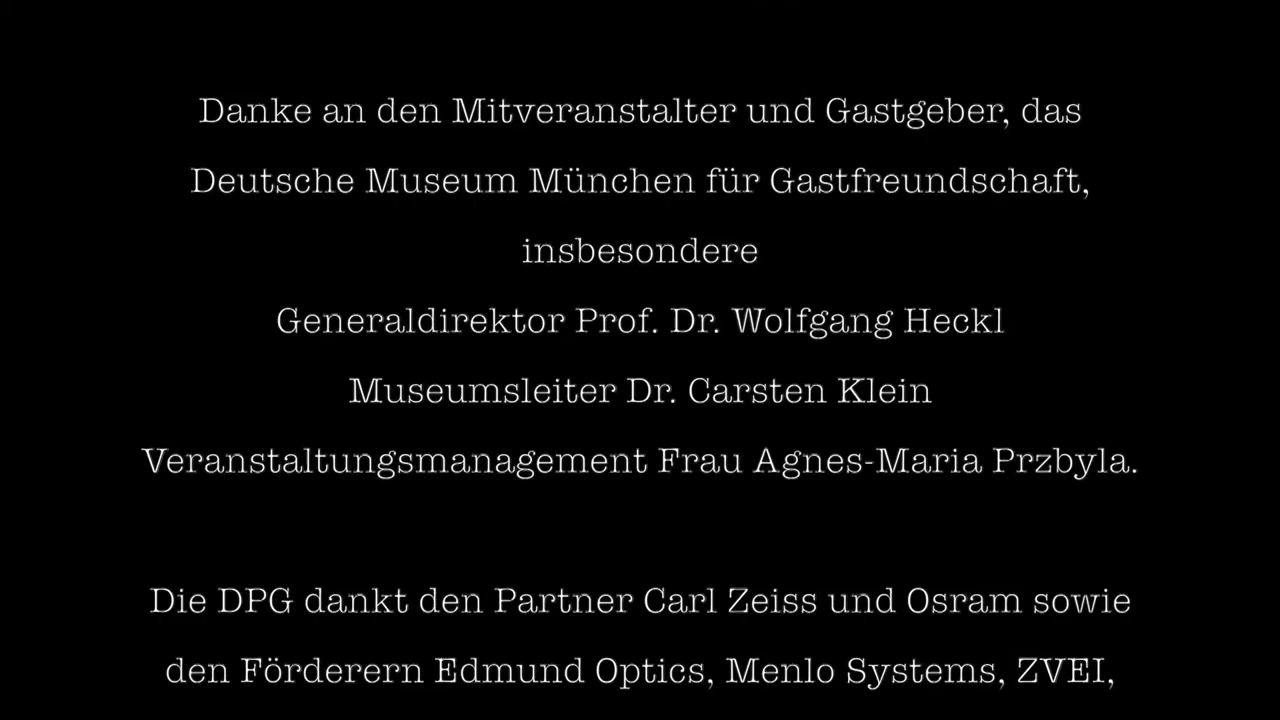 Danke an den Mitveranstalter und Gastgeber, das
Deutsche Museum München für Gastfreundschaft,
insbesondere
Generaldirektor Prof. Dr. Wolfgang Heckl
Museumsleiter Dr. Carsten Klein
Veranstaltungsmanagement Frau Agnes-Maria Przbyla.
Die DPG dankt den Partner Carl Zeiss und Osram sowie
den Förderern Edmund Optics, Menlo Systems, ZVEI,